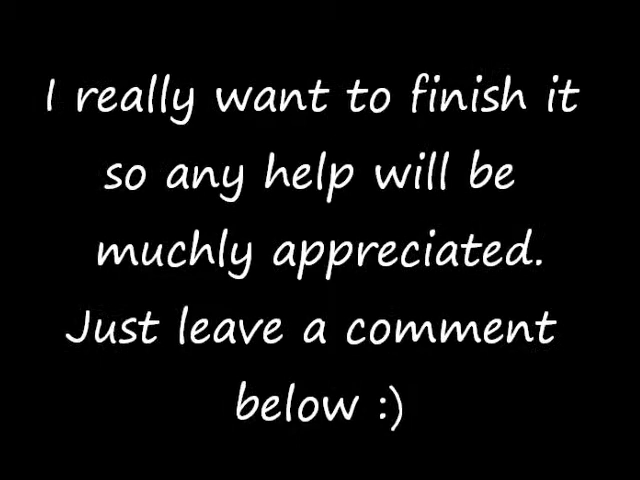 I really want to finish it
so any help will be
muchly appreciated.
Just leave a comment
below :)